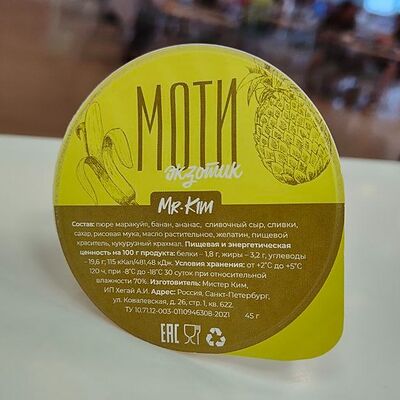 МОТИ
экзотик
MR·KIM
Состав: пюре маракуйя, банан, ананас, сливочный сыр, сливки,
сахар, рисовая мука, масло растительное, желатин, пищевой
краситель, кукурузный крахмал. Пищевая и энергетическая
ценность на 100 г продукта: белки – 1,8 г, жиры – 3,2 г, углеводы
– 19,6 г; 115 кКал/481,48 кДж. Условия хранения: от +2°С до +5°С
120 ч, при -8°С до -18°С 30 суток при относительной
влажности 70%. Изготовитель: Мистер Ким,
ИП Хегай А.И. Адрес: Россия, Санкт-Петербург,
ул. Ковалевская, д. 26, стр. 1, кв. 622.
ТУ 10.71.12-003-0110946308-2021 45 г
EAC